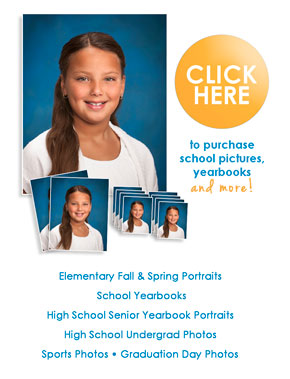 CLICK
HERE
to purchase
school pictures,
yearbooks
and more!
Elementary Fall & Spring Portraits
School Yearbooks
High School Senior Yearbook Portraits
High School Undergrad Photos
Sports Photos • Graduation Day Photos